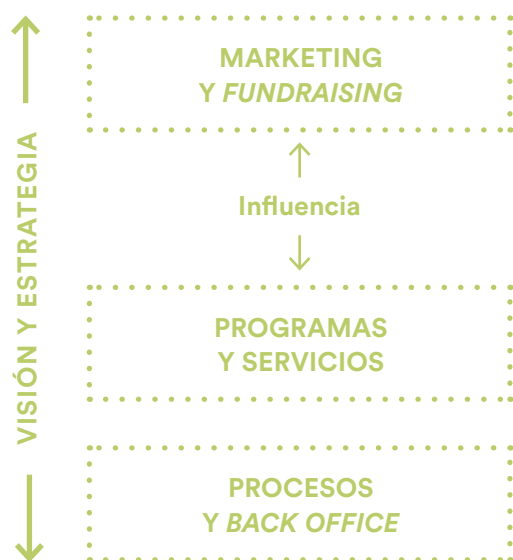 MARKETING
Y FUNDRAISING
Influencia
VISIÓN Y ESTRATEGIA
PROGRAMAS
Y SERVICIOS
PROCESOS
Y BACK OFFICE